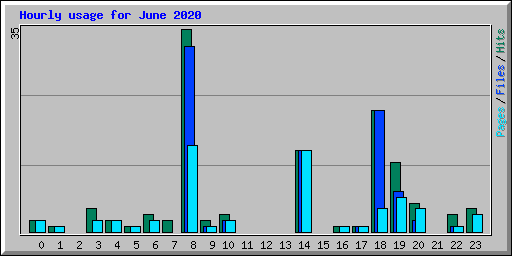 Hourly usage for June 2020
35
Pages/Files/Hits
0 1 2 3 4 5 6 7 8 9 10 11 12 13 14 15 16 17 18 19 20 21 22 23